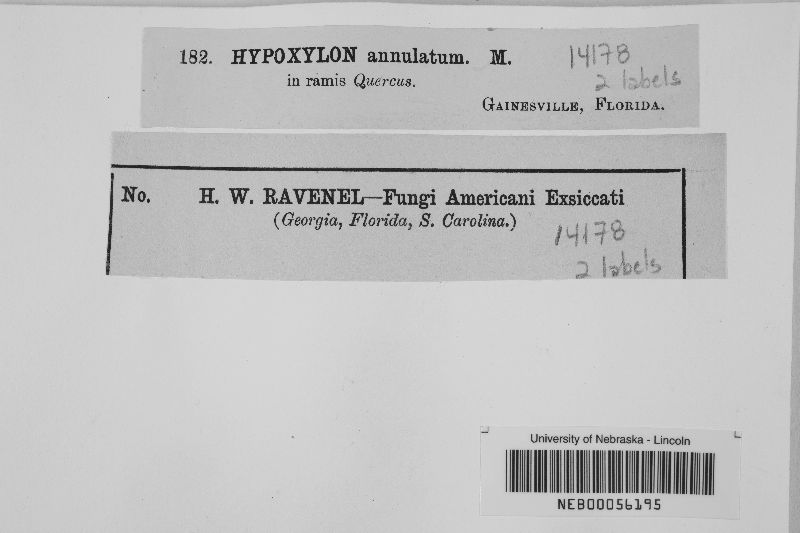 182. HYPOXYLON annulatum. M.
14178
in ramis Quercus.
2 labels
GAINESVILLE, FLORIDA.
No. H. W. RAVENEL—Fungi Americani Exsiccati
(Georgia, Florida, S. Carolina.)
14178
2 labels
University of Nebraska - Lincoln
NEB00056195